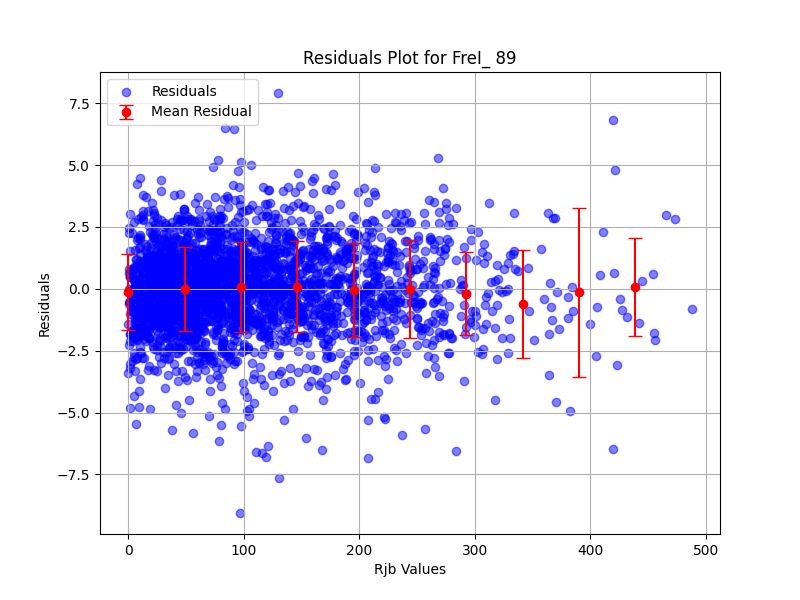 Residuals Plot for FreI_ 89
Residuals
Mean Residual
7.5
5.0
2.5
0.0
−2.5
−5.0
−7.5
Residuals
0
100
200
300
400
500
Rjb Values